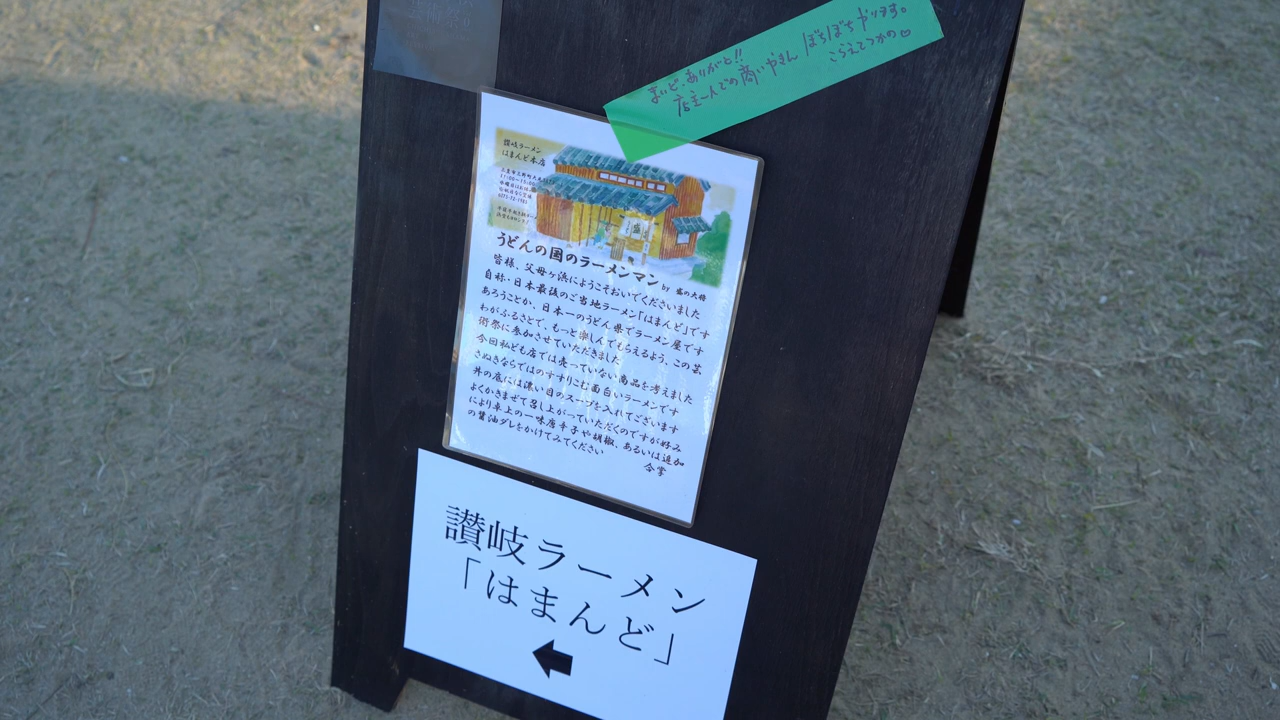 まいど、ありがと!!
店主一人での商いやきん ぼちぼちやります。
こらえてつかの
讃岐ラーメン
はまんど本店
うどんの国のラーメンマン by 盛の大将
皆様、父母ヶ浜にようこそおいでくださいました
自称・日本最後のご当地ラーメン「はまんど」です
あろうことか、日本一のうどん県でラーメン屋です
わがふるさとで、もっと楽しんでもらえるよう、この芸
術祭に参加させていただきました
今回私ども店では売っていない商品を考えました
さぬきならではのすすりこむ面白いラーメンです
丼の底には濃い目のスープを入れてございます
よくかきまぜて召し上がっていただくのですが好み
により卓上の一味唐辛子や胡椒、あるいは追加
の醤油ダレをかけてみてください
合掌
讃岐ラーメン
「はまんど」